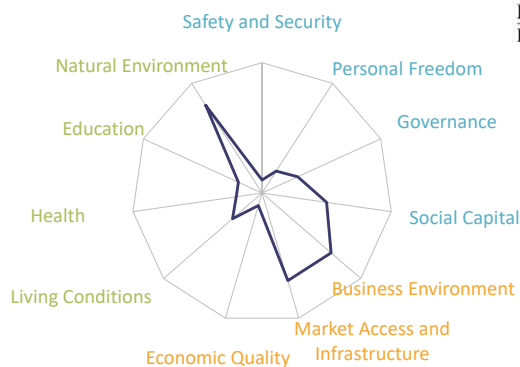 Safety and Security
Natural Environment
Personal Freedom
Education
Governance
Health
Social Capital
Living Conditions
Business Environment
Market Access and
Infrastructure
Economic Quality